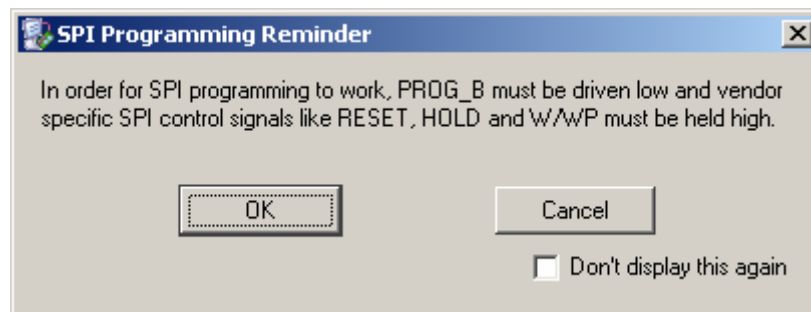 SPI Programming Reminder
In order for SPI programming to work, PROG_B must be driven low and vendor
specific SPI control signals like RESET, HOLD and W/WP must be held high.
OK
Cancel
Don't display this again